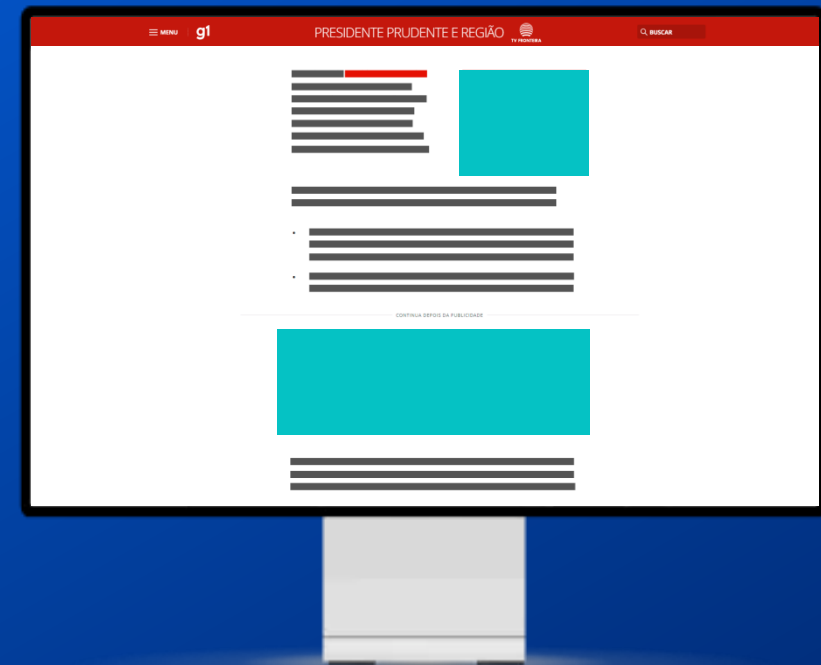 MENU
g1
PRESIDENTE PRUDENTE E REGIÃO
TV FRONTEIRA
BUSCAR
CONTINUA DEPOIS DA PUBLICIDADE